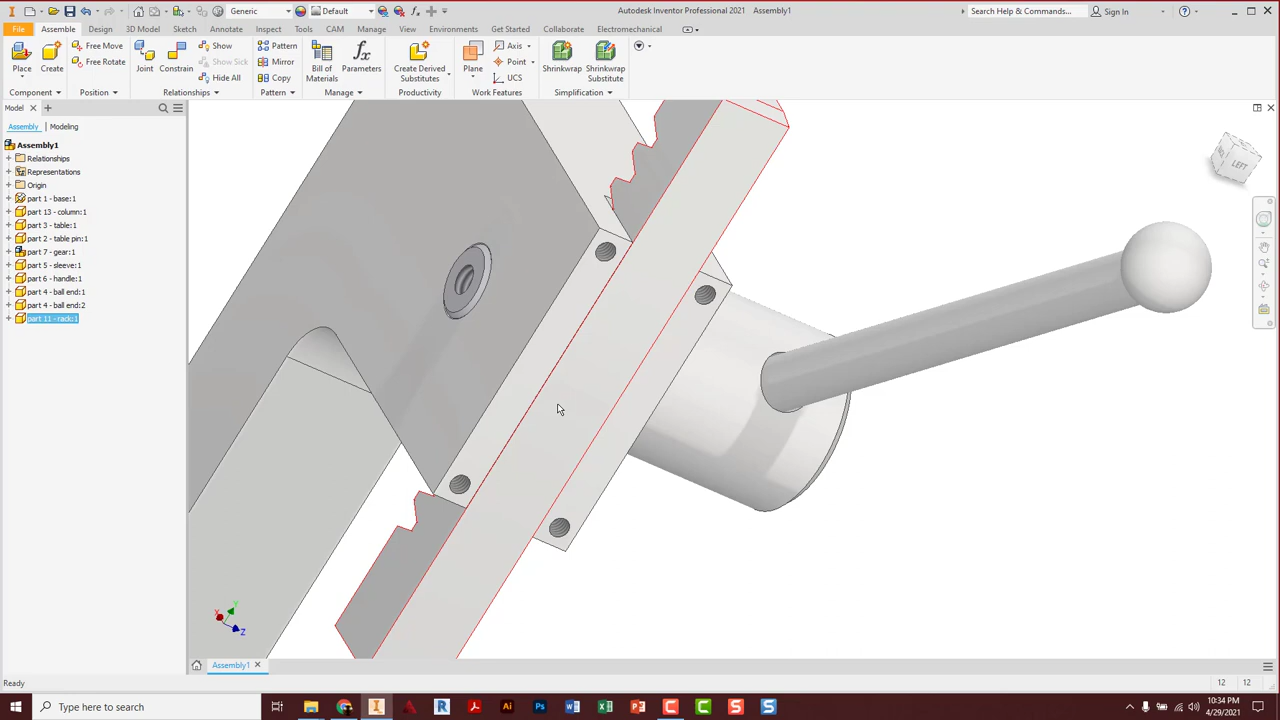 Generic
Default
Autodesk Inventor Professional 2021 Assembly1
Search Help & Commands...
Sign In
File Assemble Design 3D Model Sketch Annotate Inspect Tools CAM Manage View Environments Get Started Collaborate Electromechanical
Place Create
Free Move
Free Rotate
Joint Constrain
Show
Show Sick
Hide All
Pattern
Mirror
Copy
Bill of Materials
Parameters
Create Derived Substitutes
Plane
Axis
Point
UCS
Shrinkwrap
Shrinkwrap Substitute
Component Position Relationships Pattern Manage Productivity Work Features Simplification
Model
Assembly Modeling
Assembly1
Relationships
Representations
Origin
part 1 - base:1
part 13 - column:1
part 3 - table:1
part 2 - table pin:1
part 7 - gear:1
part 5 - sleeve:1
part 6 - handle:1
part 4 - ball end:1
part 4 - ball end:2
part 11 - rack:1
LEFT
X
Y
Z
Assembly1
Ready
12 12
Type here to search
10:34 PM
4/29/2021